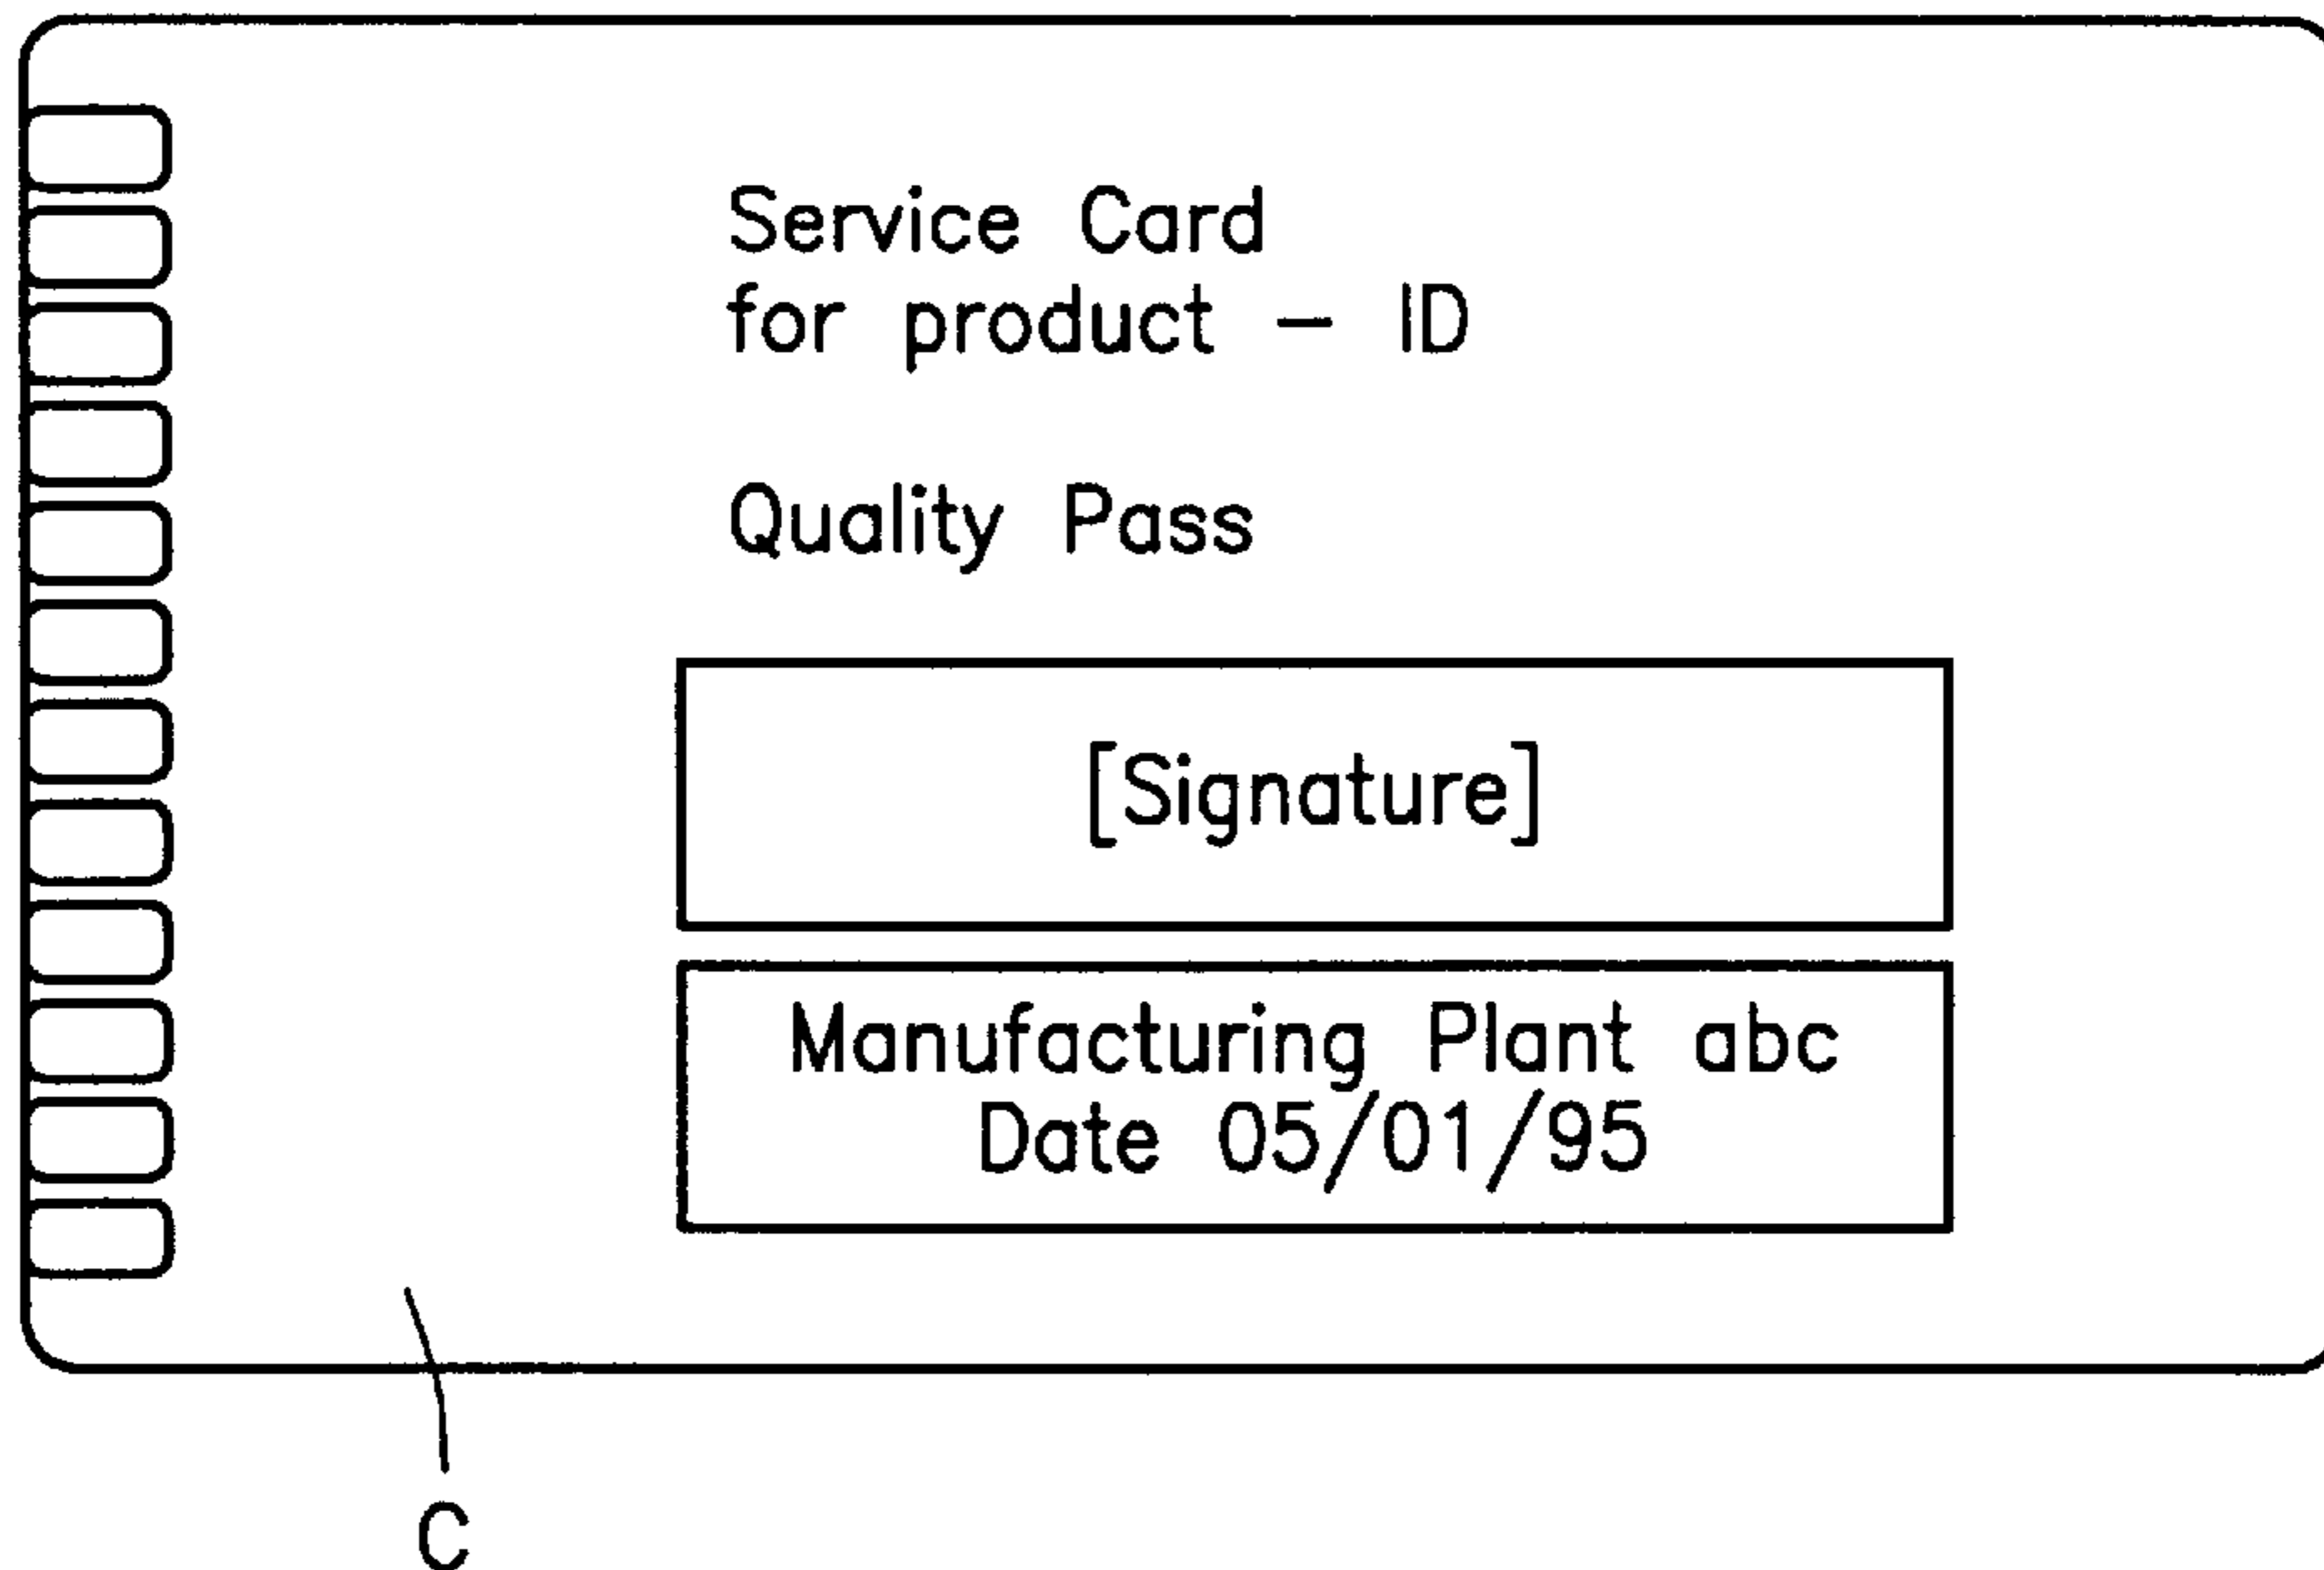 Service Card
for product – ID
Quality Pass
[Signature]
Manufacturing Plant abc
Date 05/01/95
C